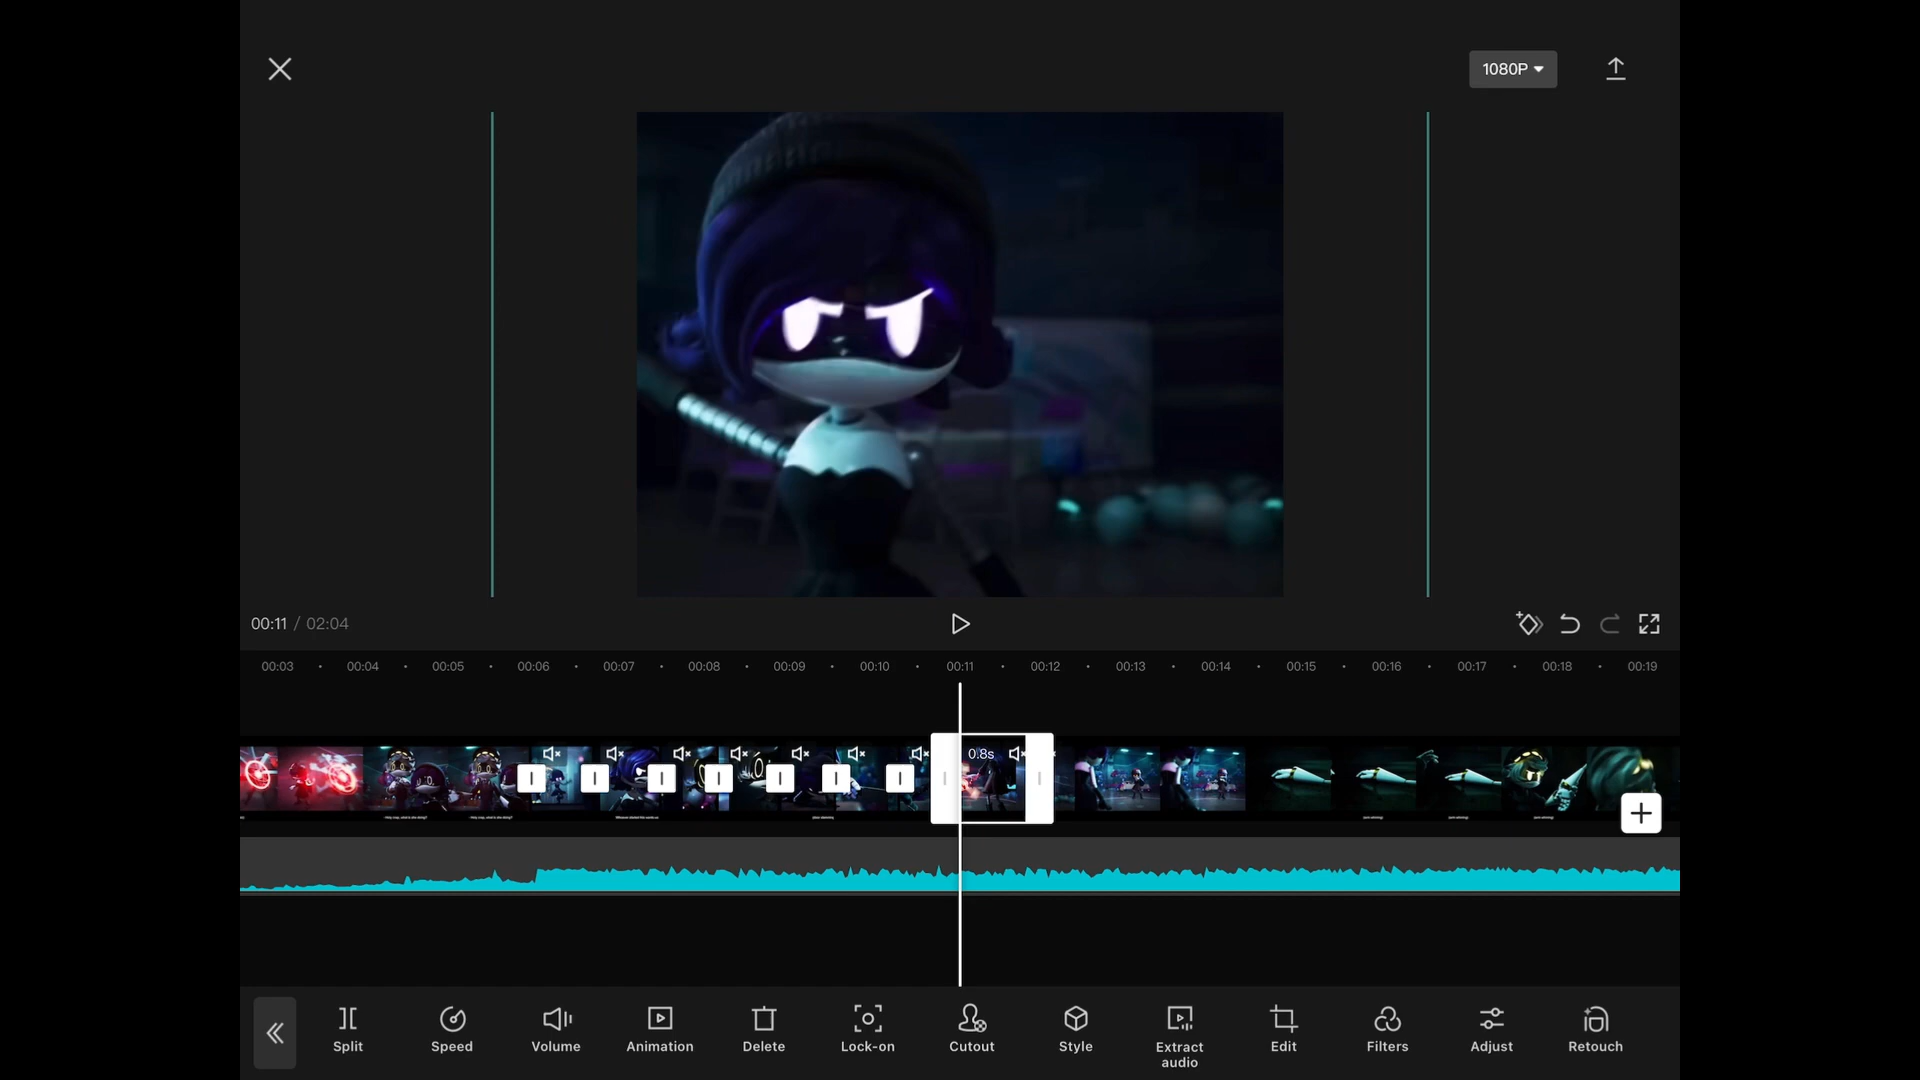 1080P
00:11 / 02:04
00:03 00:04 00:05 00:06 00:07 00:08 00:09 00:10 00:11 00:12 00:13 00:14 00:15 00:16 00:17 00:18 00:19
0.8s
Split
Speed
Volume
Animation
Delete
Lock-on
Cutout
Style
Extract
audio
Edit
Filters
Adjust
Retouch